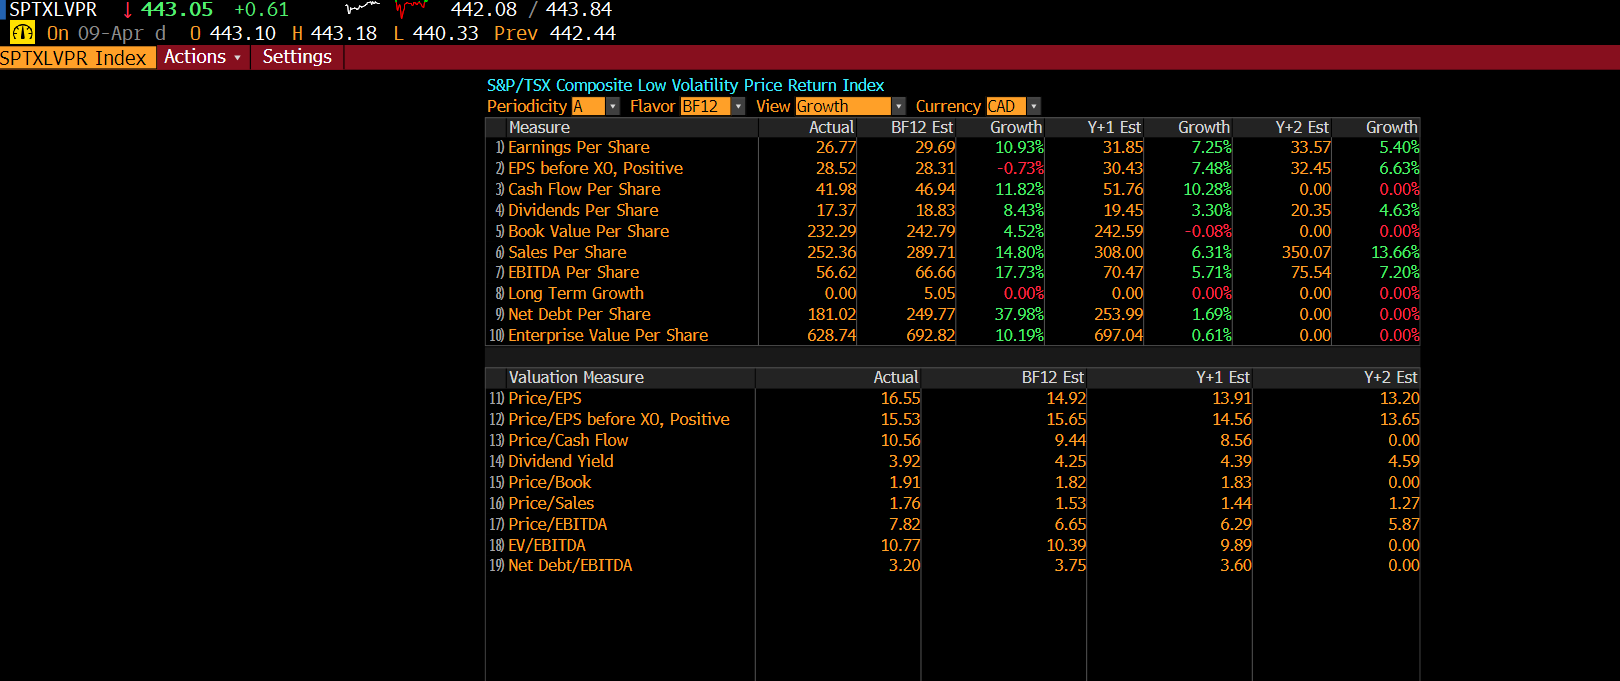 SPTXLVPR ↓ 443.05 +0.61 442.08 / 443.84
On 09-Apr d O 443.10 H 443.18 L 440.33 Prev 442.44
SPTXLVPR Index Actions Settings
S&P/TSX Composite Low Volatility Price Return Index
Periodicity A Flavor BF12 View Growth Currency CAD
Measure Actual BF12 Est Growth Y+1 Est Growth Y+2 Est Growth
1) Earnings Per Share 26.77 29.69 10.93% 31.85 7.25% 33.57 5.40%
2) EPS before XO, Positive 28.52 28.31 -0.73% 30.43 7.48% 32.45 6.63%
3) Cash Flow Per Share 41.98 46.94 11.82% 51.76 10.28% 0.00 0.00%
4) Dividends Per Share 17.37 18.83 8.43% 19.45 3.30% 20.35 4.63%
5) Book Value Per Share 232.29 242.79 4.52% 242.59 -0.08% 0.00 0.00%
6) Sales Per Share 252.36 289.71 14.80% 308.00 6.31% 350.07 13.66%
7) EBITDA Per Share 56.62 66.66 17.73% 70.47 5.71% 75.54 7.20%
8) Long Term Growth 0.00 5.05 0.00% 0.00 0.00% 0.00 0.00%
9) Net Debt Per Share 181.02 249.77 37.98% 253.99 1.69% 0.00 0.00%
10) Enterprise Value Per Share 628.74 692.82 10.19% 697.04 0.61% 0.00 0.00%
Valuation Measure Actual BF12 Est Y+1 Est Y+2 Est
11) Price/EPS 16.55 14.92 13.91 13.20
12) Price/EPS before XO, Positive 15.53 15.65 14.56 13.65
13) Price/Cash Flow 10.56 9.44 8.56 0.00
14) Dividend Yield 3.92 4.25 4.39 4.59
15) Price/Book 1.91 1.82 1.83 0.00
16) Price/Sales 1.76 1.53 1.44 1.27
17) Price/EBITDA 7.82 6.65 6.29 5.87
18) EV/EBITDA 10.77 10.39 9.89 0.00
19) Net Debt/EBITDA 3.20 3.75 3.60 0.00